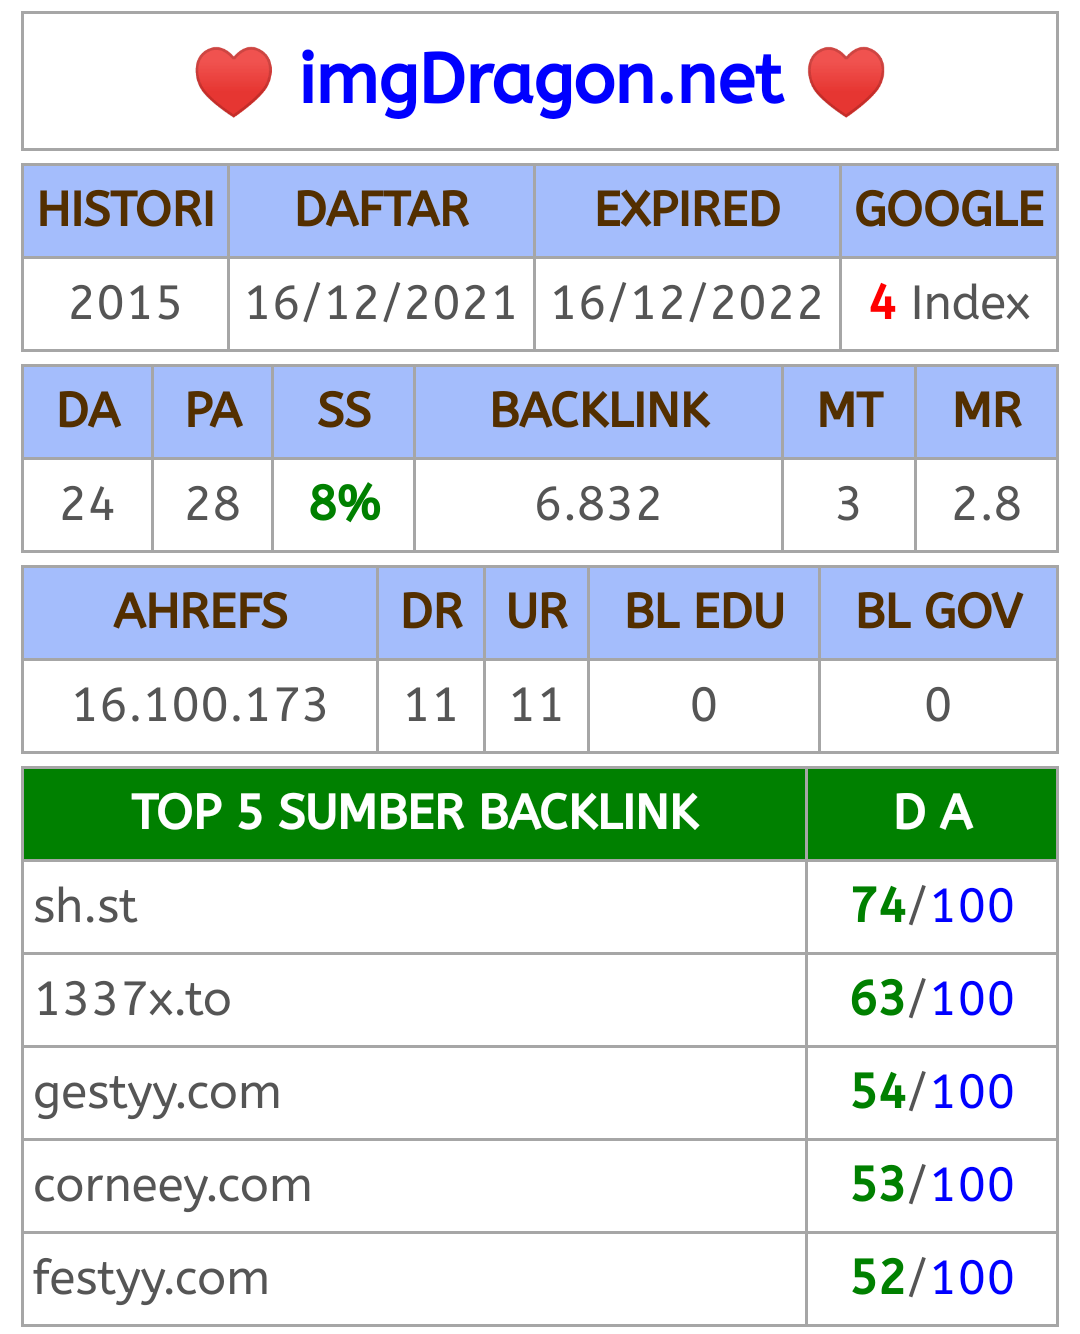 ❤️ imgDragon.net ❤️
HISTORI DAFTAR EXPIRED GOOGLE
2015 16/12/2021 16/12/2022 4 Index
DA PA SS BACKLINK MT MR
24 28 8% 6.832 3 2.8
AHREFS DR UR BL EDU BL GOV
16.100.173 11 11 0 0
TOP 5 SUMBER BACKLINK D A
sh.st 74/100
1337x.to 63/100
gestyy.com 54/100
corneey.com 53/100
festyy.com 52/100